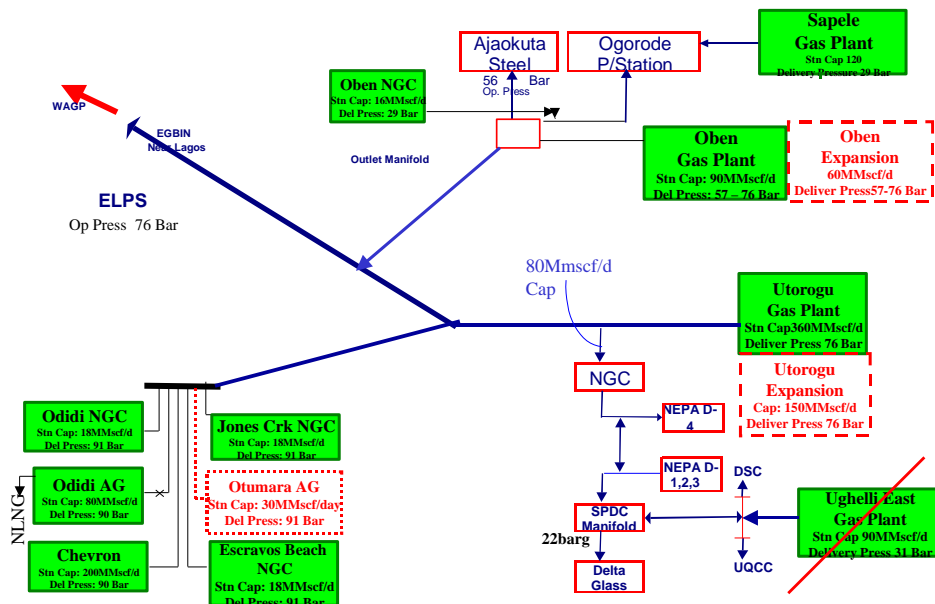 Sapele
Gas Plant
Stn Cap 120
Delivery Pressure 29 Bar
Ajaokuta
Steel
Ogorode
P/Station
56 Bar
Op. Press
Oben NGC
Stn Cap: 16MMscf/d
Del Press: 29 Bar
WAGP
EGBIN
Near Lagos
Outlet Manifold
Oben
Gas Plant
Stn Cap: 90MMscf/d
Del Press: 57 – 76 Bar
Oben
Expansion
60MMscf/d
Deliver Press57-76 Bar
ELPS
Op Press 76 Bar
80Mmscf/d
Cap
Utorogu
Gas Plant
Stn Cap360MMscf/d
Deliver Press 76 Bar
Utorogu
Expansion
Cap: 150MMscf/d
Deliver Press 76 Bar
NGC
NEPA D-
4
NEPA D-
1,2,3
SPDC
Manifold
22barg
Delta
Glass
DSC
UQCC
Ughelli East
Gas Plant
Stn Cap 90MMscf/d
Delivery Press 31 Bar
Odidi NGC
Stn Cap: 18MMscf/d
Del Press: 91 Bar
Jones Crk NGC
Stn Cap: 18MMscf/d
Del Press: 91 Bar
Odidi AG
Stn Cap: 80MMscf/d
Del Press: 90 Bar
NLNG
Otumara AG
Stn Cap: 30MMscf/day
Del Press: 91 Bar
Chevron
Stn Cap: 200MMscf/d
Del Press: 90 Bar
Escravos Beach
NGC
Stn Cap: 18MMscf/d
Del Press: 91 Bar